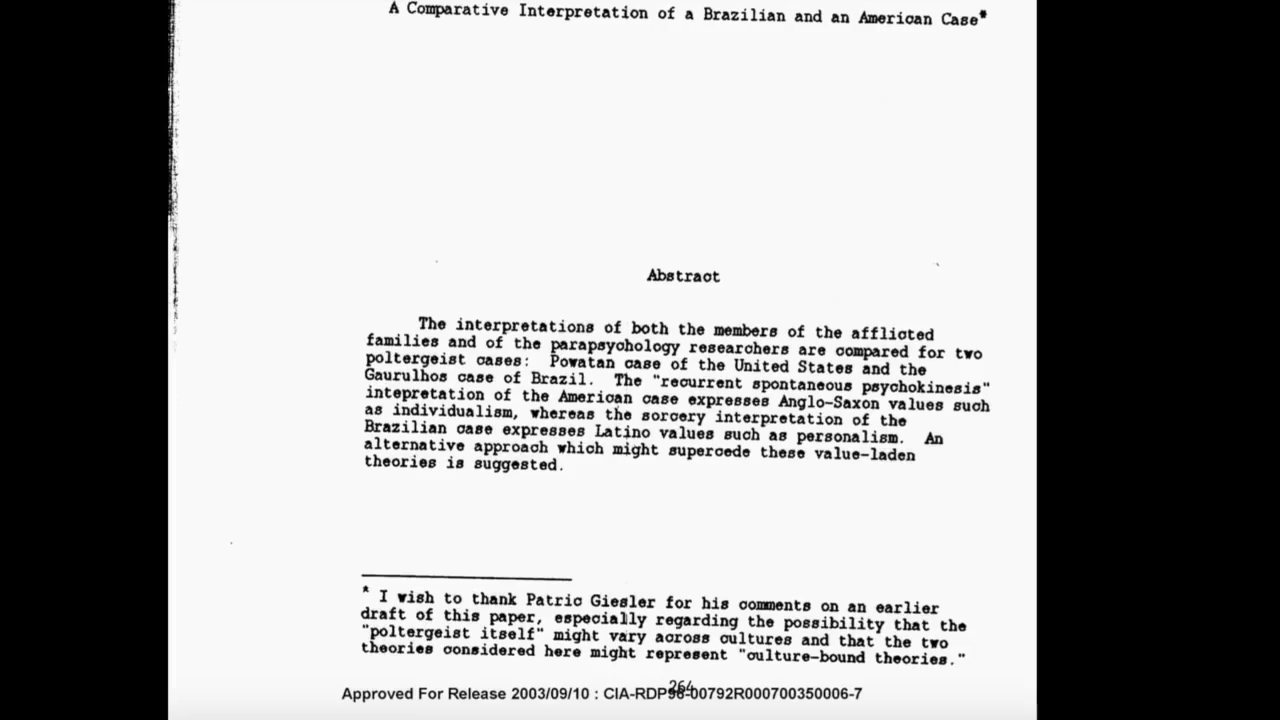 A Comparative Interpretation of a Brazilian and an American Case*
Abstract
The interpretations of both the members of the afflicted
families and of the parapsychology researchers are compared for two
poltergeist cases: Powatan case of the United States and the
Gaurulhos case of Brazil. The "recurrent spontaneous psychokinesis"
intepretation of the American case expresses Anglo-Saxon values such
as individualism, whereas the sorcery interpretation of the
Brazilian case expresses Latino values such as personalism. An
alternative approach which might supercede these value-laden
theories is suggested.
* I wish to thank Patric Giesler for his comments on an earlier
draft of this paper, especially regarding the possibility that the
"poltergeist itself" might vary across cultures and that the two
theories considered here might represent "culture-bound theories."
264
Approved For Release 2003/09/10 : CIA-RDP96-00792R000700350006-7